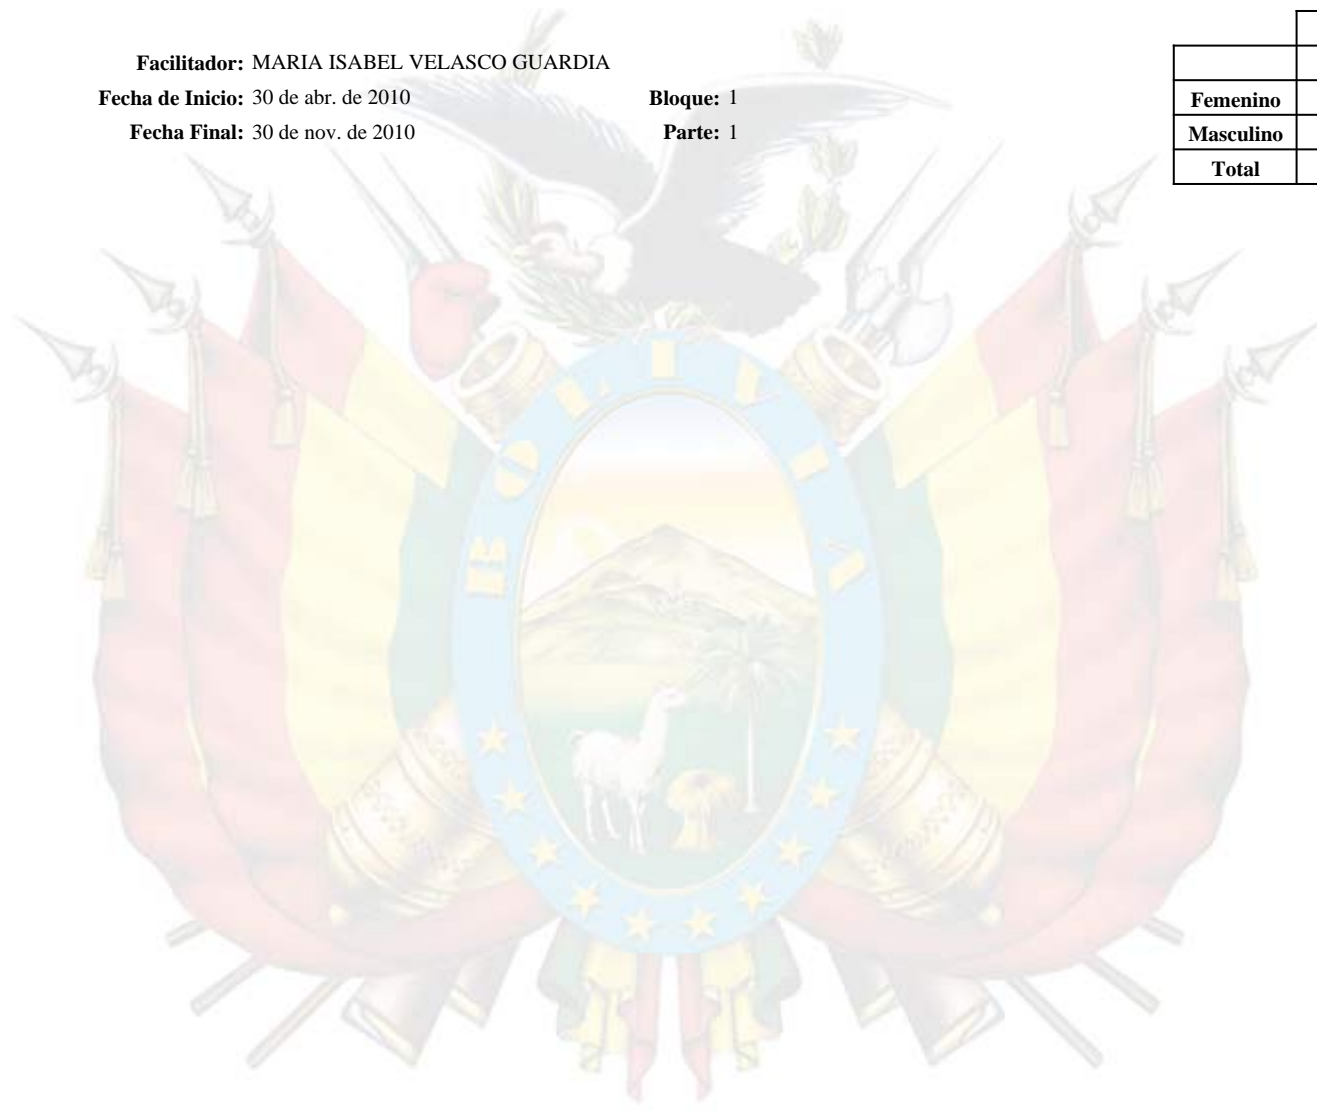 Facilitador: MARIA ISABEL VELASCO GUARDIA
Fecha de Inicio: 30 de abr. de 2010 Bloque: 1
Fecha Final: 30 de nov. de 2010 Parte: 1
Femenino
Masculino
Total
BOLIVIA